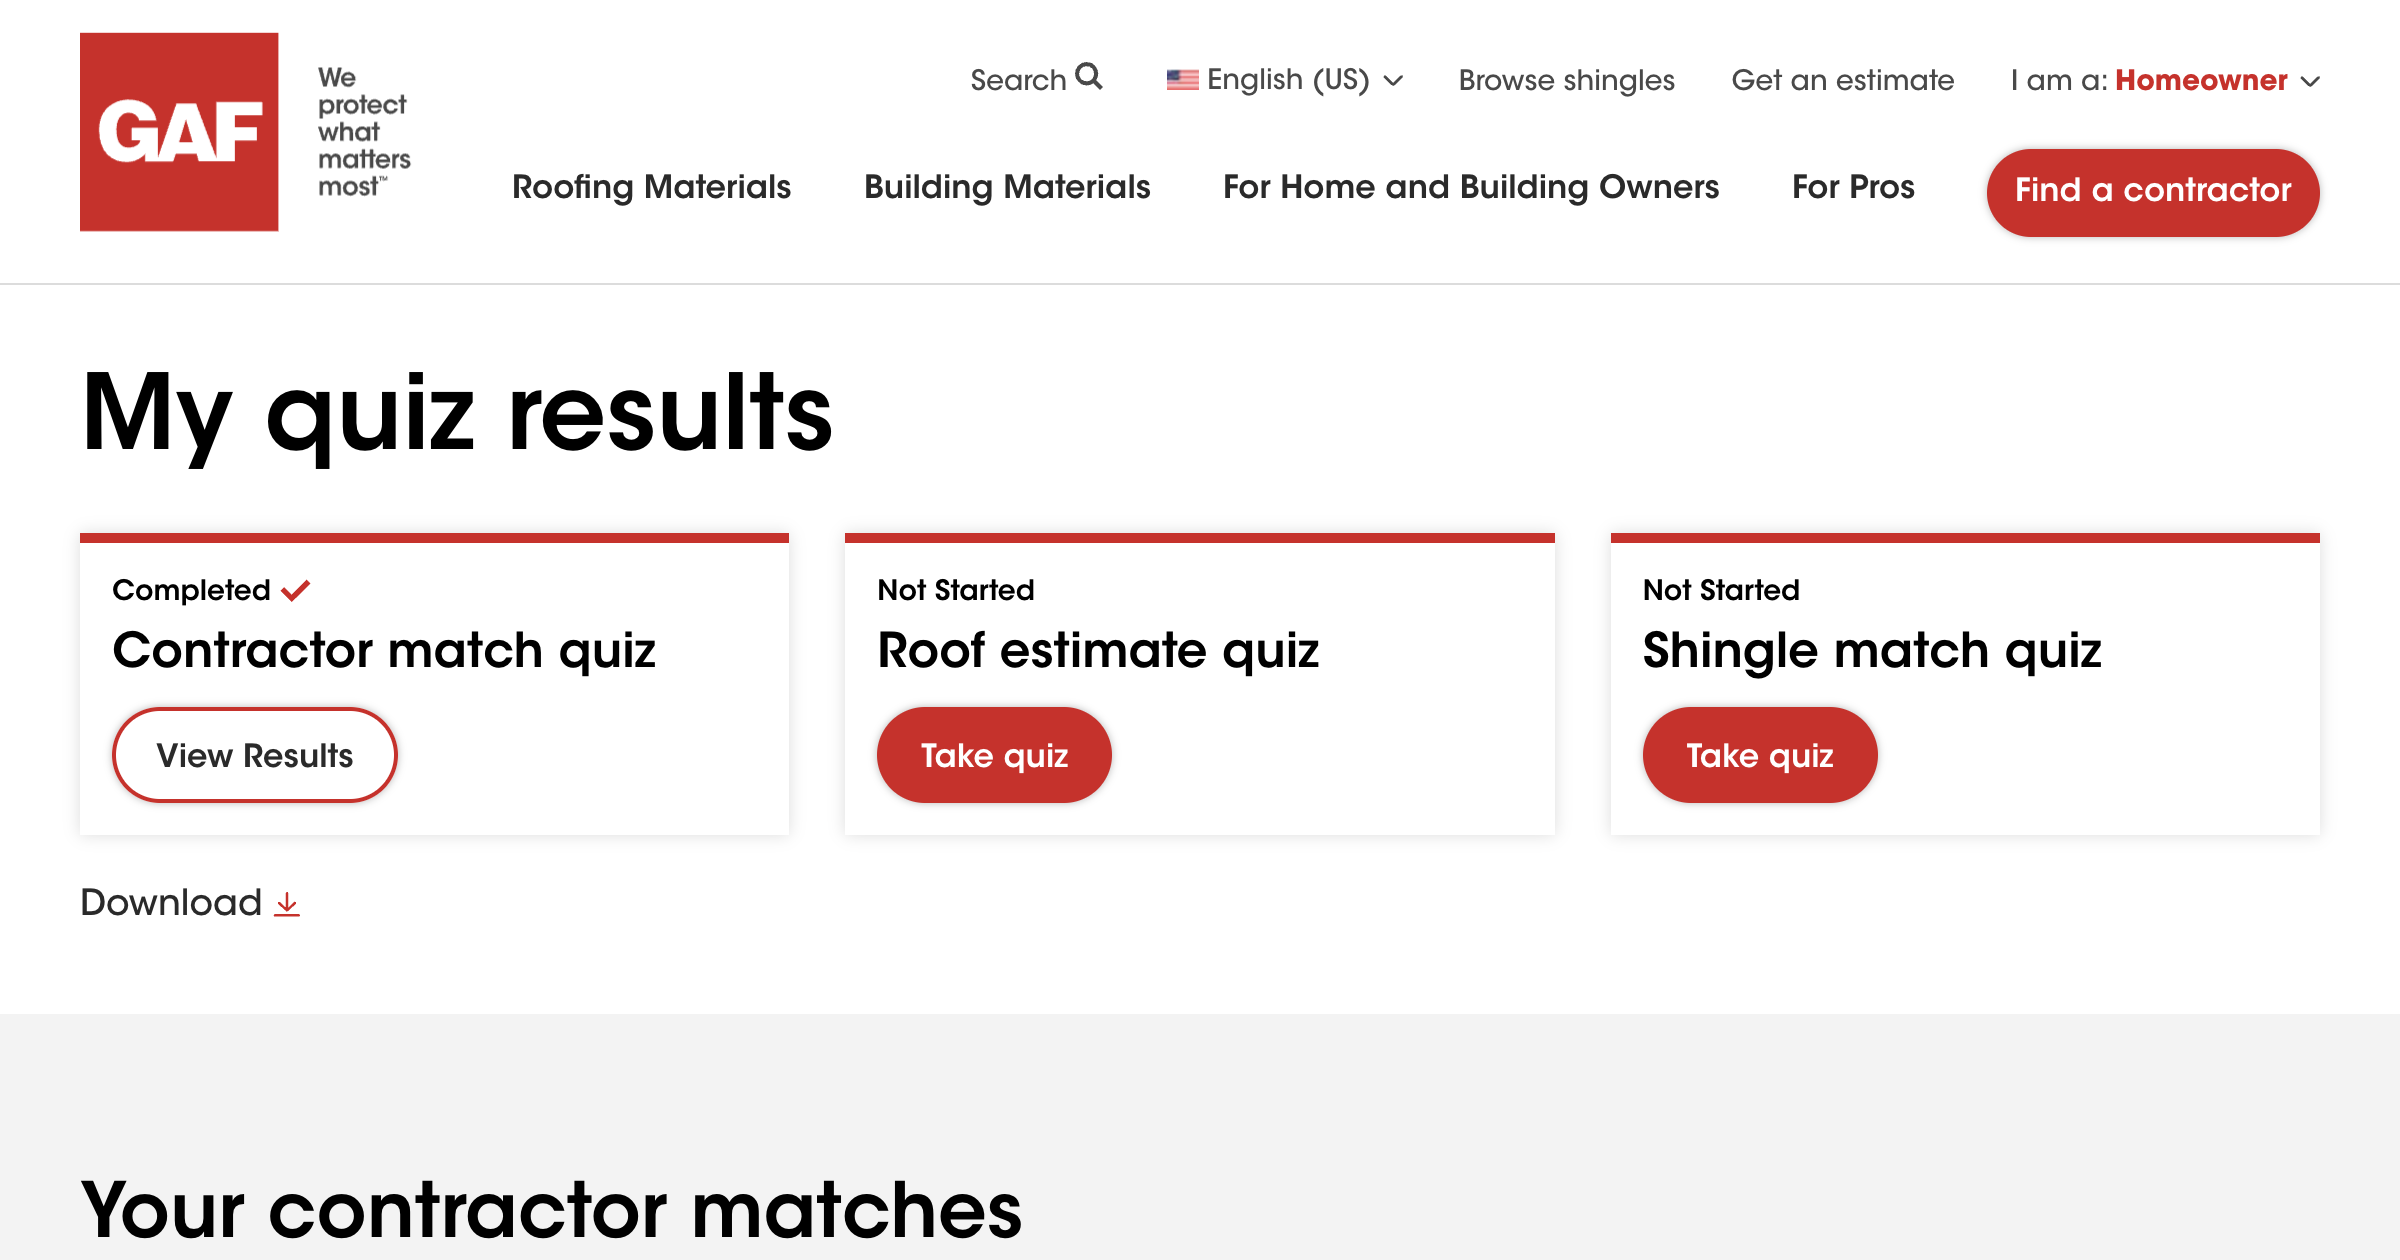 GAF
We
protect
what
matters
most™
Search
English (US)
Browse shingles
Get an estimate
I am a: Homeowner
Roofing Materials
Building Materials
For Home and Building Owners
For Pros
Find a contractor
My quiz results
Completed
Contractor match quiz
View Results
Not Started
Roof estimate quiz
Take quiz
Not Started
Shingle match quiz
Take quiz
Download
Your contractor matches